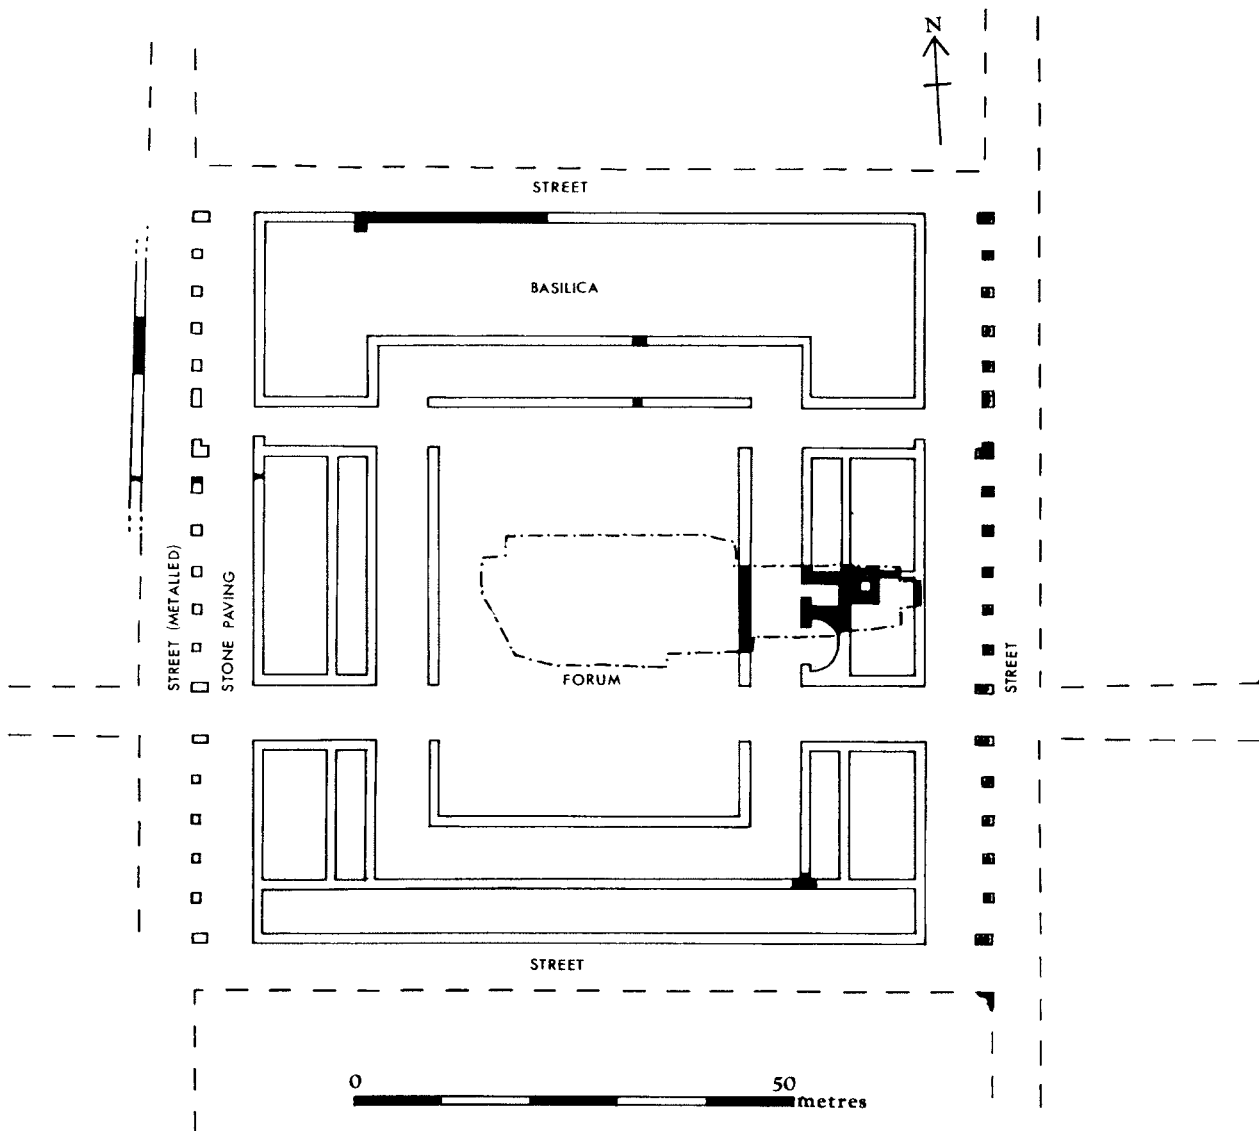 N
STREET
BASILICA
STREET (METALLED)
STONE PAVING
FORUM
STREET
STREET
0 50
metres